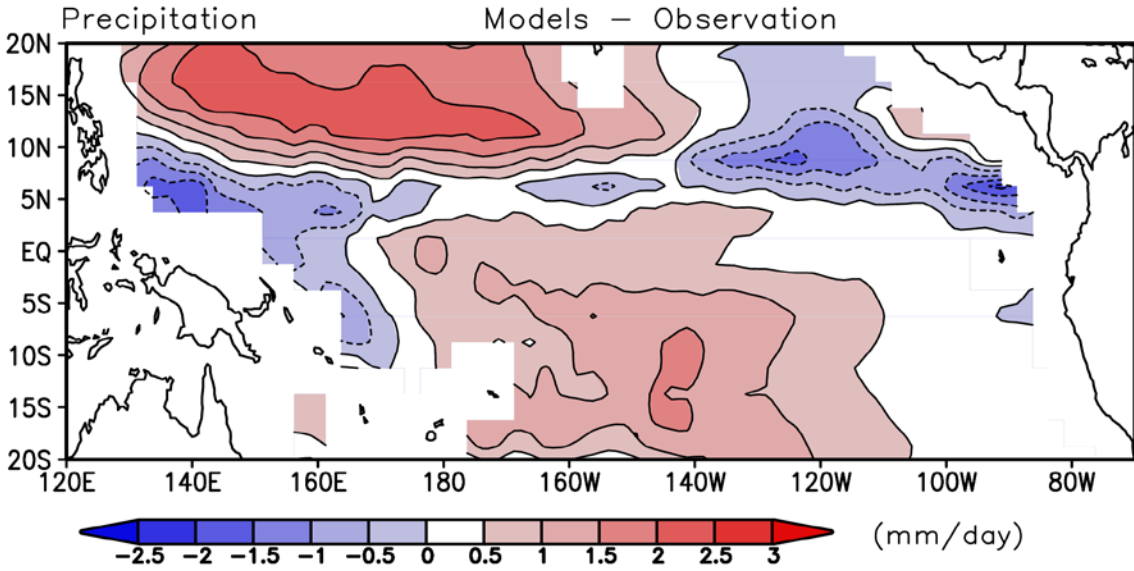 Precipitation Models – Observation
20N
15N
10N
5N
EQ
5S
10S
15S
20S
120E 140E 160E 180 160W 140W 120W 100W 80W
-2.5 -2 -1.5 -1 -0.5 0 0.5 1 1.5 2 2.5 3 (mm/day)